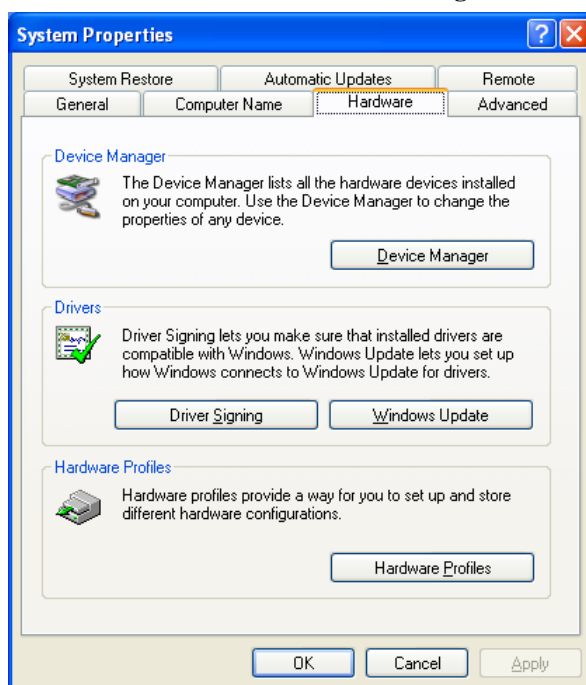 System Properties
System Restore Automatic Updates Remote
General Computer Name Hardware Advanced
Device Manager
The Device Manager lists all the hardware devices installed
on your computer. Use the Device Manager to change the
properties of any device.
Device Manager
Drivers
Driver Signing lets you make sure that installed drivers are
compatible with Windows. Windows Update lets you set up
how Windows connects to Windows Update for drivers.
Driver Signing Windows Update
Hardware Profiles
Hardware profiles provide a way for you to set up and store
different hardware configurations.
Hardware Profiles
OK Cancel Apply